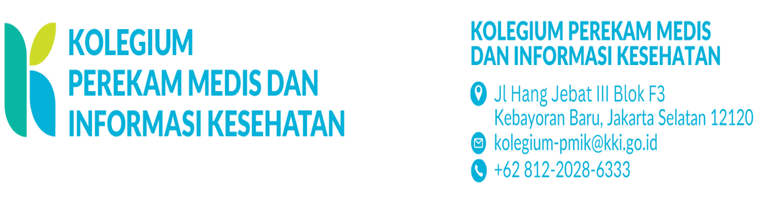 KOLEGIUM
PEREKAM MEDIS DAN
INFORMASI KESEHATAN
KOLEGIUM PEREKAM MEDIS
DAN INFORMASI KESEHATAN
Jl Hang Jebat III Blok F3
Kebayoran Baru, Jakarta Selatan 12120
kolegium-pmik@kki.go.id
+62 812-2028-6333